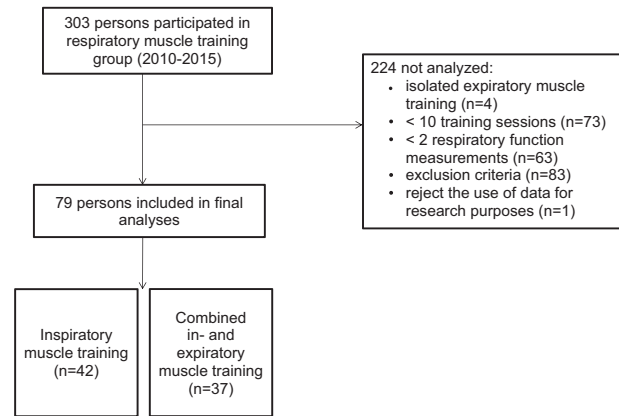 303 persons participated in
respiratory muscle training
group (2010-2015)
224 not analyzed:
• isolated expiratory muscle
training (n=4)
• < 10 training sessions (n=73)
• < 2 respiratory function
measurements (n=63)
• exclusion criteria (n=83)
• reject the use of data for
research purposes (n=1)
79 persons included in final
analyses
Inspiratory
muscle training
(n=42)
Combined
in- and
expiratory
muscle training
(n=37)